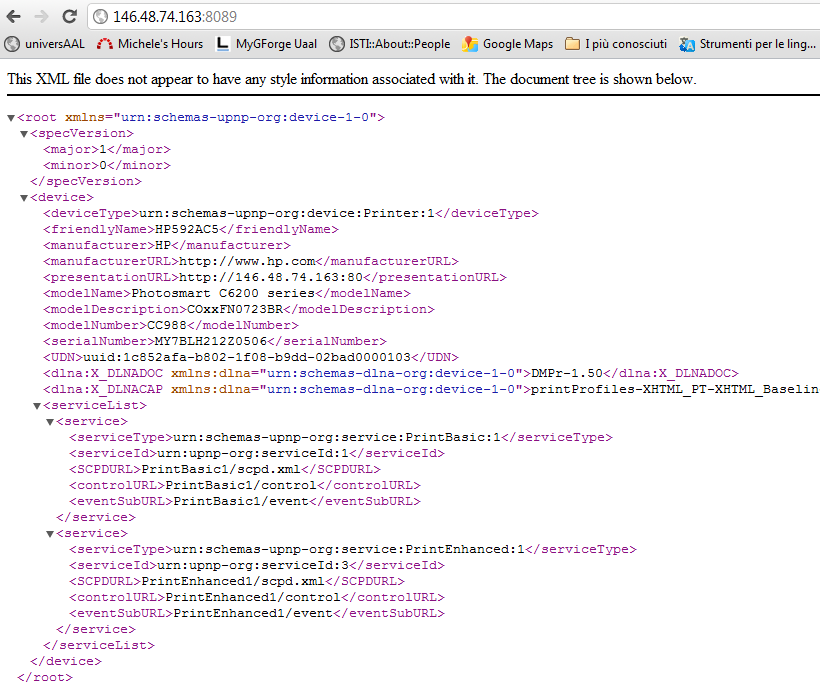 146.48.74.163:8089
universAAL Michele's Hours MyGForge Uaal ISTI::About::People Google Maps I più conosciuti Strumenti per le ling...
This XML file does not appear to have any style information associated with it. The document tree is shown below.
▼<root xmlns="urn:schemas-upnp-org:device-1-0">
▼<specVersion>
<major>1</major>
<minor>0</minor>
</specVersion>
▼<device>
<deviceType>urn:schemas-upnp-org:device:Printer:1</deviceType>
<friendlyName>HP592AC5</friendlyName>
<manufacturer>HP</manufacturer>
<manufacturerURL>http://www.hp.com</manufacturerURL>
<presentationURL>http://146.48.74.163:80</presentationURL>
<modelName>Photosmart C6200 series</modelName>
<modelDescription>COxxFN0723BR</modelDescription>
<modelNumber>CC988</modelNumber>
<serialNumber>MY7BLH212Z0506</serialNumber>
<UDN>uuid:1c852afa-b802-1f08-b9dd-02bad0000103</UDN>
<dlna:X_DLNADOC xmlns:dlna="urn:schemas-dlna-org:device-1-0">DMPr-1.50</dlna:X_DLNADOC>
<dlna:X_DLNACAP xmlns:dlna="urn:schemas-dlna-org:device-1-0">printProfiles-XHTML_PT-XHTML_Baselin
▼<serviceList>
▼<service>
<serviceType>urn:schemas-upnp-org:service:PrintBasic:1</serviceType>
<serviceId>urn:upnp-org:serviceId:1</serviceId>
<SCPDURL>PrintBasic1/scpd.xml</SCPDURL>
<controlURL>PrintBasic1/control</controlURL>
<eventSubURL>PrintBasic1/event</eventSubURL>
</service>
▼<service>
<serviceType>urn:schemas-upnp-org:service:PrintEnhanced:1</serviceType>
<serviceId>urn:upnp-org:serviceId:3</serviceId>
<SCPDURL>PrintEnhanced1/scpd.xml</SCPDURL>
<controlURL>PrintEnhanced1/control</controlURL>
<eventSubURL>PrintEnhanced1/event</eventSubURL>
</service>
</serviceList>
</device>
</root>